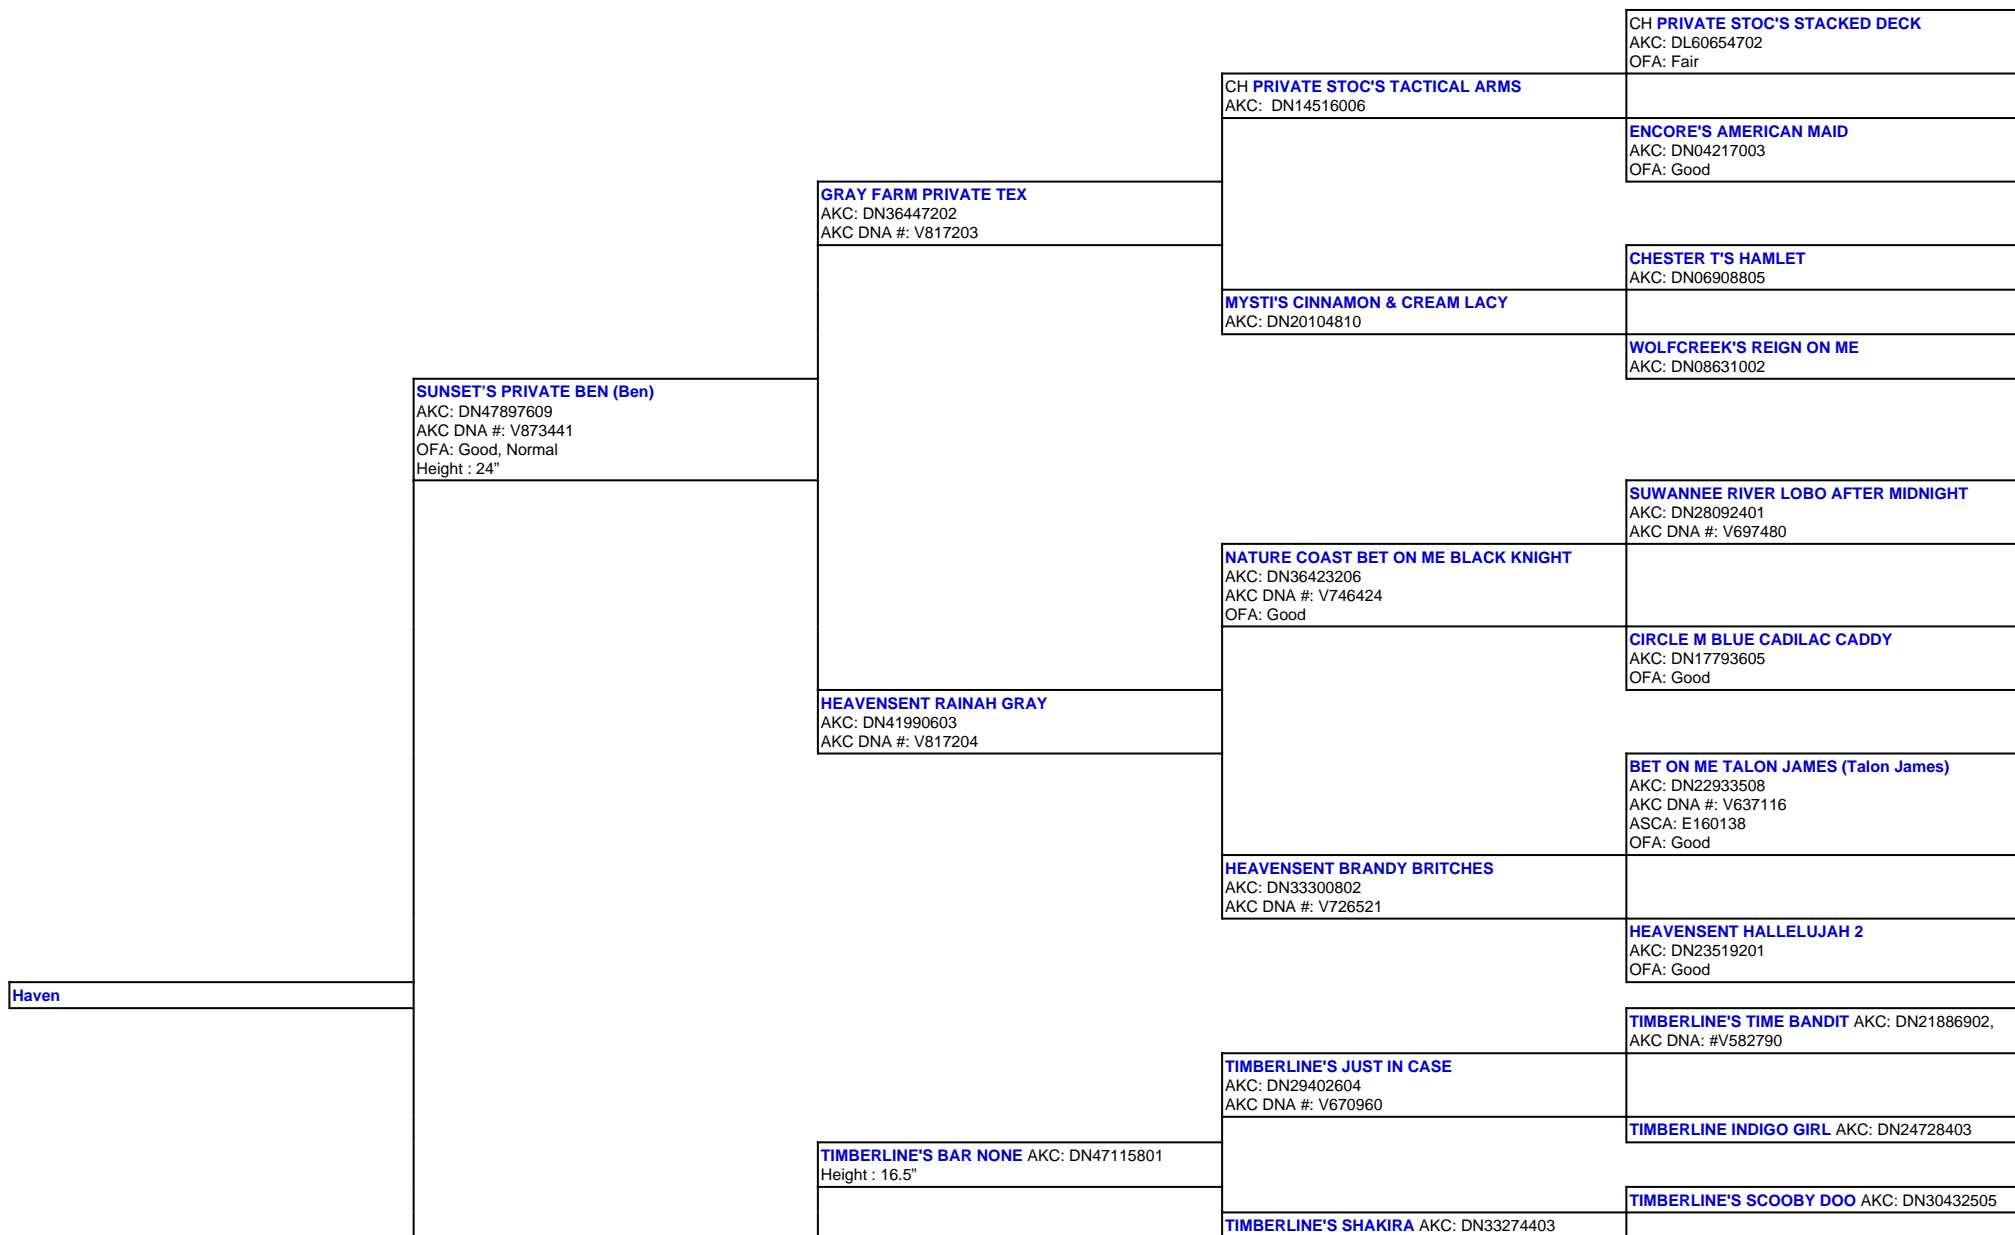 CH PRIVATE STOC'S STACKED DECK
AKC: DL60654702
OFA: Fair
CH PRIVATE STOC'S TACTICAL ARMS
AKC:  DN14516006
ENCORE'S AMERICAN MAID
AKC: DN04217003
OFA: Good
GRAY FARM PRIVATE TEX
AKC: DN36447202
AKC DNA #: V817203
CHESTER T'S HAMLET
AKC: DN06908805
MYSTI'S CINNAMON & CREAM LACY
AKC: DN20104810
WOLFCREEK'S REIGN ON ME
AKC: DN08631002
SUNSET’S PRIVATE BEN (Ben)
AKC: DN47897609
AKC DNA #: V873441
OFA: Good, Normal
Height : 24”
SUWANNEE RIVER LOBO AFTER MIDNIGHT
AKC: DN28092401
AKC DNA #: V697480
NATURE COAST BET ON ME BLACK KNIGHT
AKC: DN36423206
AKC DNA #: V746424
OFA: Good
CIRCLE M BLUE CADILAC CADDY
AKC: DN17793605
OFA: Good
HEAVENSENT RAINAH GRAY
AKC: DN41990603
AKC DNA #: V817204
BET ON ME TALON JAMES (Talon James)
AKC: DN22933508
AKC DNA #: V637116
ASCA: E160138
OFA: Good
HEAVENSENT BRANDY BRITCHES
AKC: DN33300802
AKC DNA #: V726521
HEAVENSENT HALLELUJAH 2
AKC: DN23519201
OFA: Good
Haven
TIMBERLINE'S TIME BANDIT AKC: DN21886902,
AKC DNA: #V582790
TIMBERLINE'S JUST IN CASE
AKC: DN29402604
AKC DNA #: V670960
TIMBERLINE INDIGO GIRL AKC: DN24728403
TIMBERLINE'S BAR NONE AKC: DN47115801
Height : 16.5”
TIMBERLINE'S SCOOBY DOO AKC: DN30432505
TIMBERLINE'S SHAKIRA AKC: DN33274403